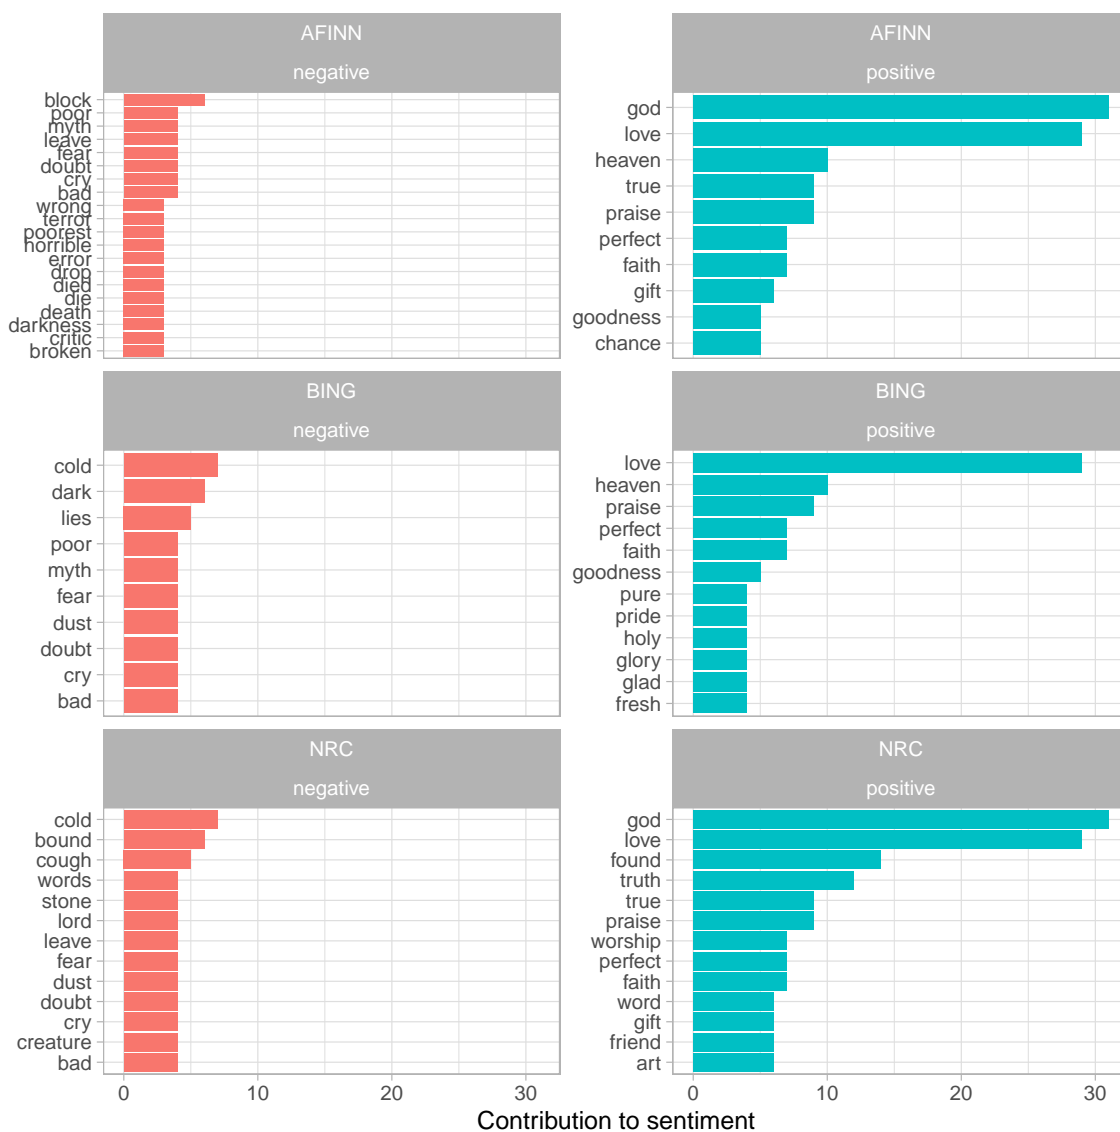 AFINN
negative
block
poor
myth
leave
fear
doubt
cry
bad
wrong
terror
poorest
horrible
error
drop
died
die
death
darkness
critic
broken
AFINN
positive
god
love
heaven
true
praise
perfect
faith
gift
goodness
chance
BING
negative
cold
dark
lies
poor
myth
fear
dust
doubt
cry
bad
BING
positive
love
heaven
praise
perfect
faith
goodness
pure
pride
holy
glory
glad
fresh
NRC
negative
cold
bound
cough
words
stone
lord
leave
fear
dust
doubt
cry
creature
bad
0 10 20 30
NRC
positive
god
love
found
truth
true
praise
worship
perfect
faith
word
gift
friend
art
0 10 20 30
Contribution to sentiment